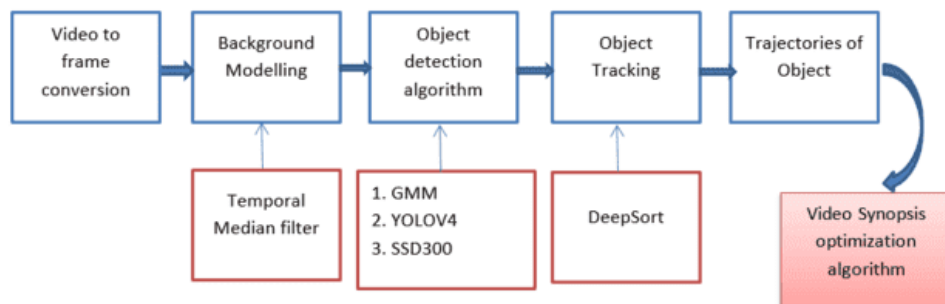 Video to
frame
conversion
Background
Modelling
Object
detection
algorithm
Object
Tracking
Trajectories of
Object
Temporal
Median filter
1. GMM
2. YOLOV4
3. SSD300
DeepSort
Video Synopsis
optimization
algorithm